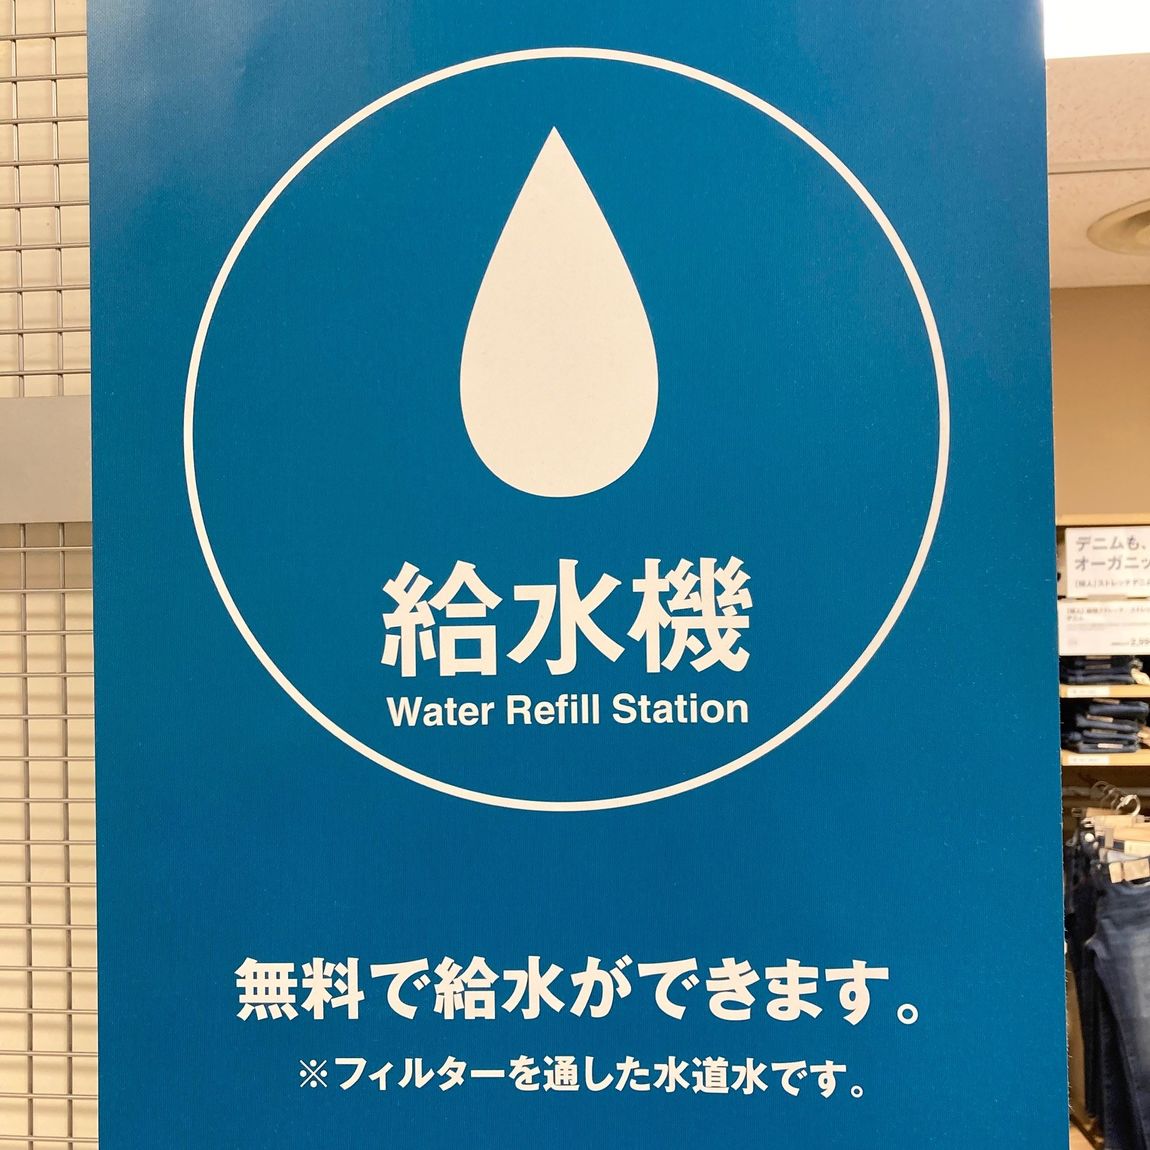 給水機
Water Refill Station
無料で給水ができます。
※フィルターを通した水道水です。
デニムも、
オーガニッ